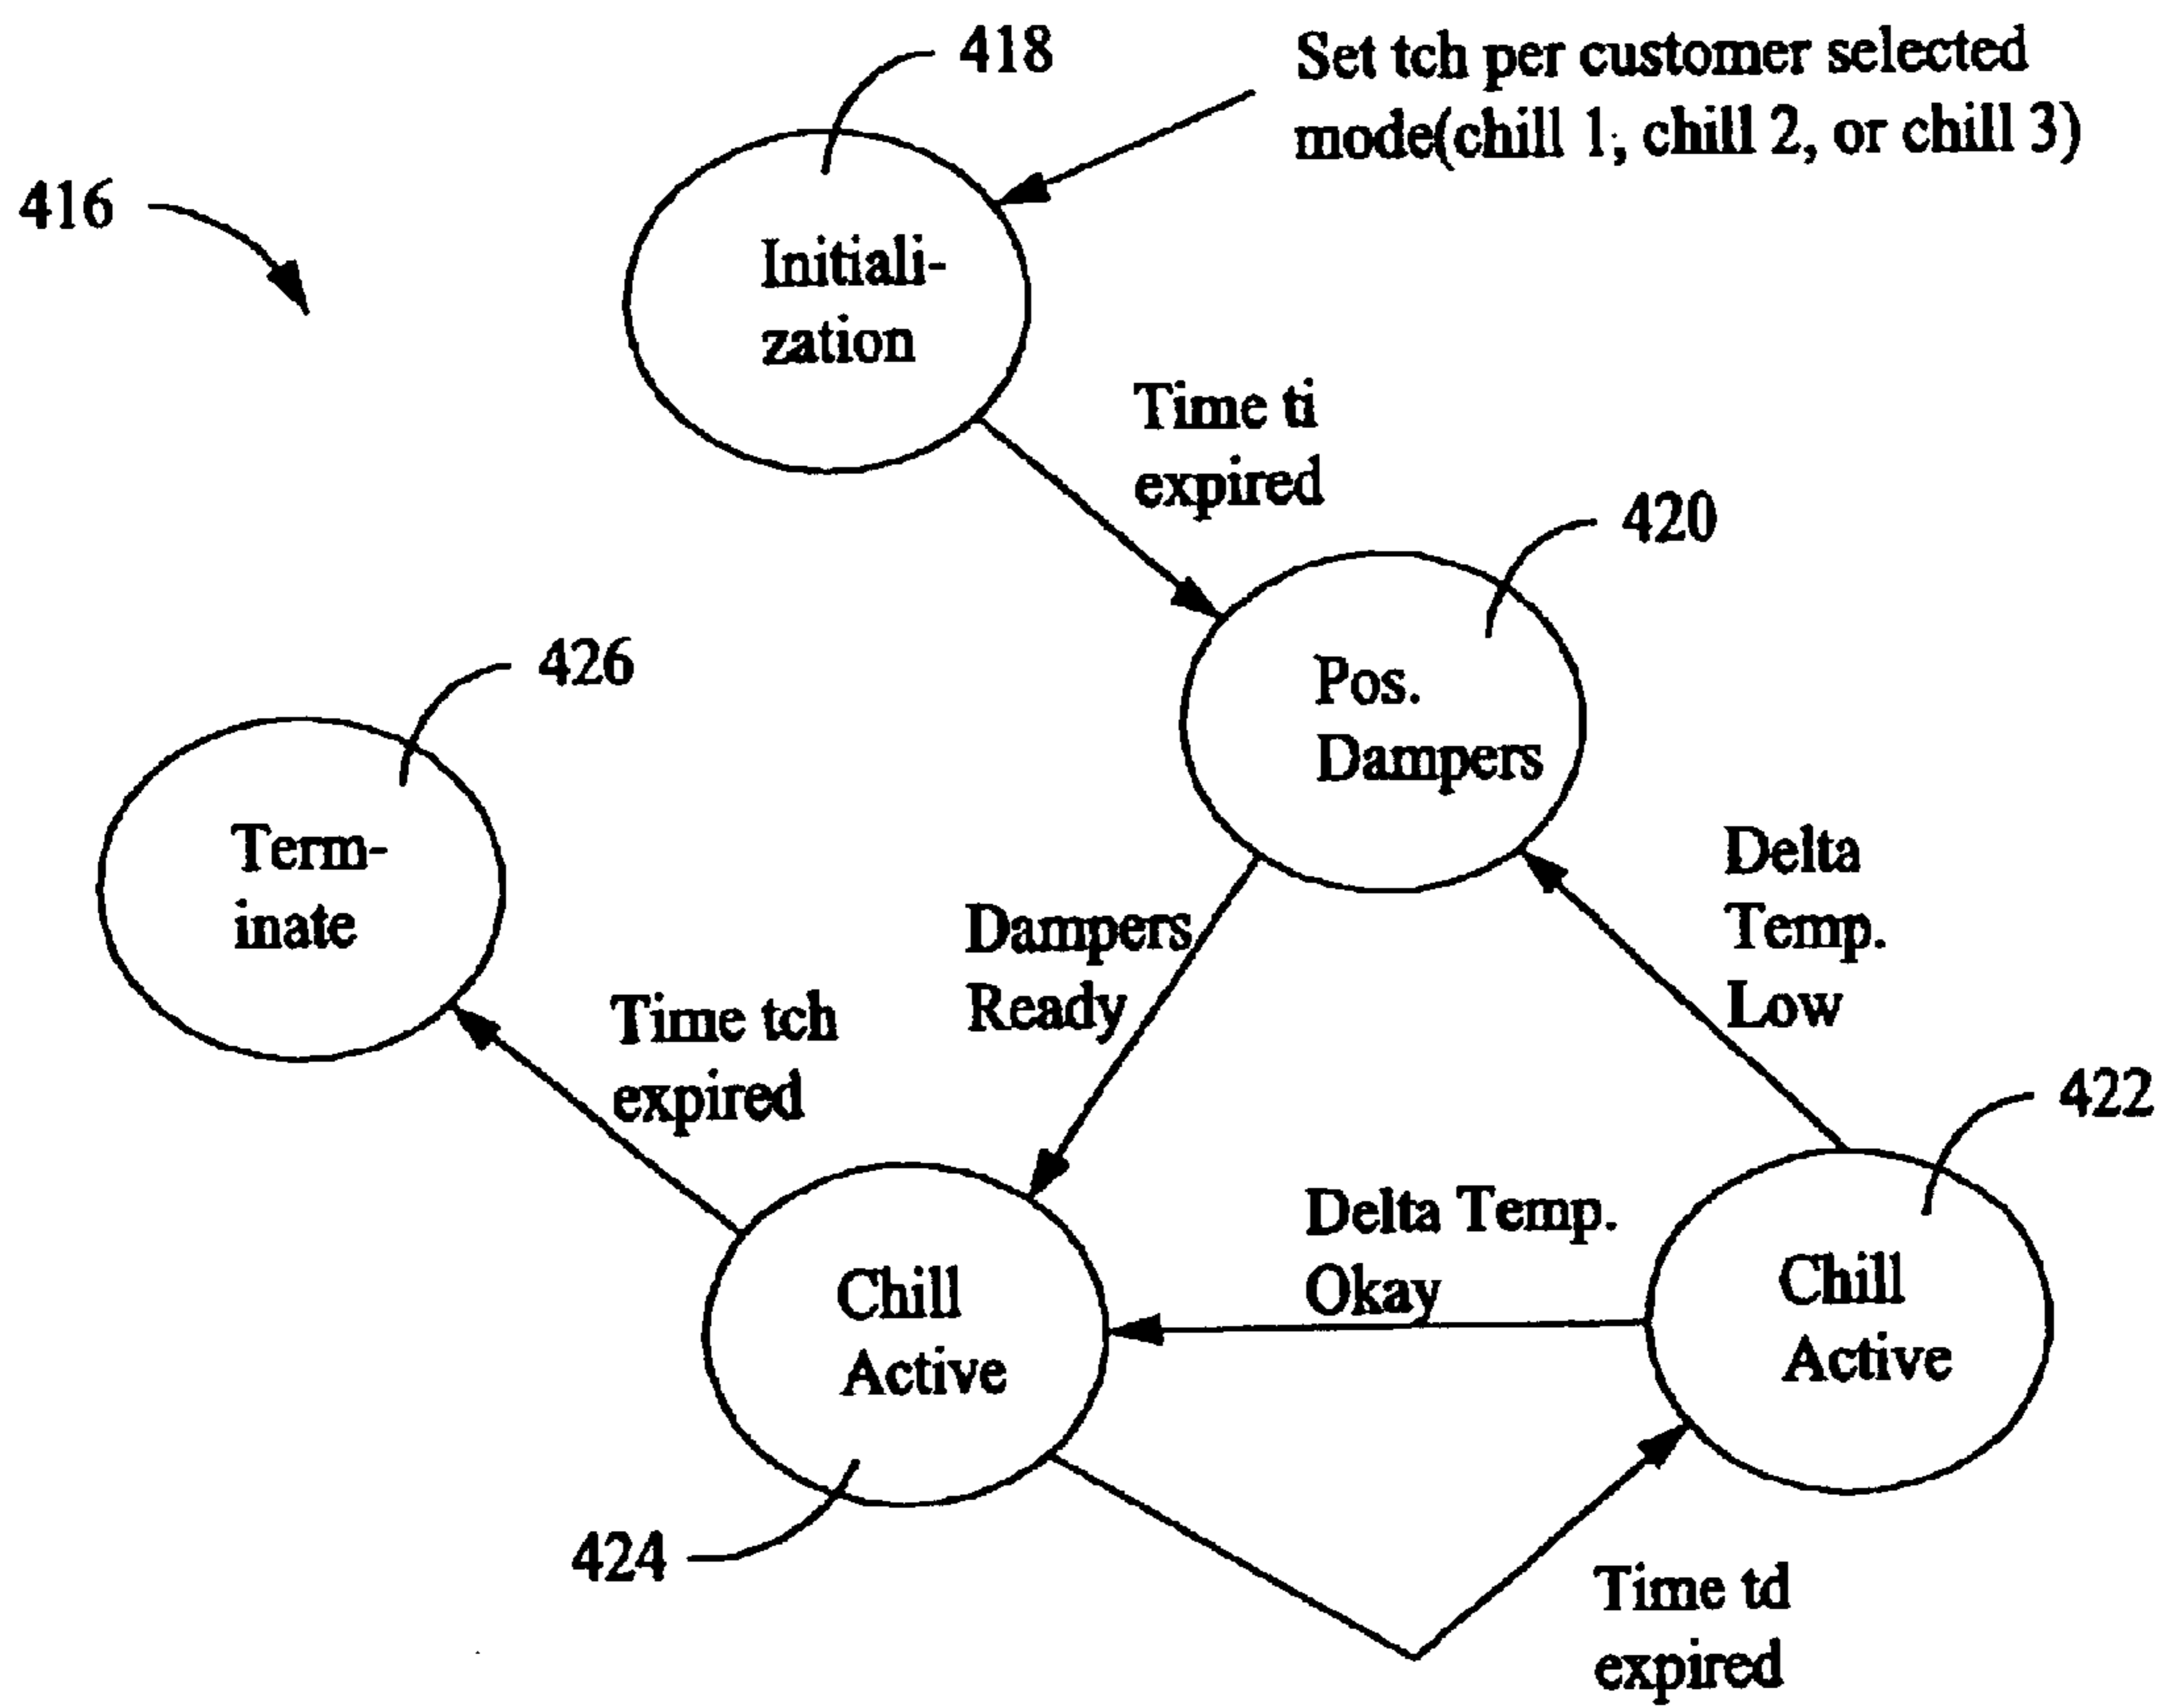 418
Set tch per customer selected
mode(chill 1, chill 2, or chill 3)
416
Initiali-
zation
Time ti
expired
420
Pos.
Dampers
426
Term-
inate
Delta
Temp.
Low
Dampers
Ready
Time tch
expired
422
Delta Temp.
Okay
Chill
Active
Chill
Active
424
Time td
expired